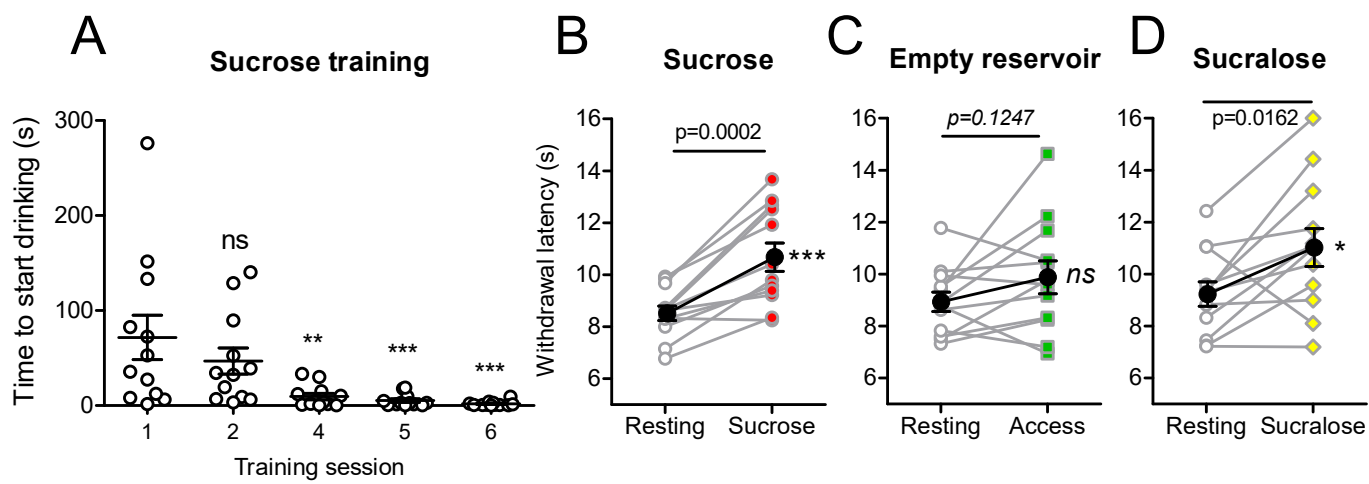 A
Sucrose training
Time to start drinking (s)
300
200
100
0
ns
**
***
***
1 2 4 5 6
Training session
B
Sucrose
Withdrawal latency (s)
16
14
12
10
8
6
p=0.0002
***
Resting Sucrose
C
Empty reservoir
16
14
12
10
8
6
p=0.1247
ns
Resting Access
D
Sucralose
16
14
12
10
8
6
p=0.0162
*
Resting Sucralose